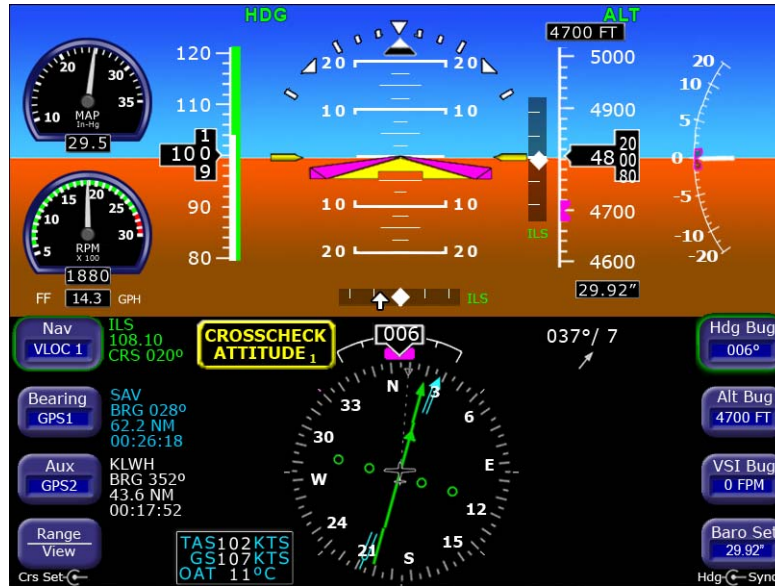 HDG
ALT
4700 FT
20
30
10
35
MAP
In-Hg
29.5
120
110
100
1
9
90
80
20 20
10 10
10 10
20 20
5000
4900
48
20
00
80
4700
4600
29.92"
20
10
5
0
-5
-10
-20
ILS
ILS
15
20
10
25
5
30
RPM
X 100
1880
FF 14.3 GPH
Nav
VLOC 1
ILS
108.10
CRS 020º
CROSSCHECK
ATTITUDE 1
006
037°/ 7
Hdg Bug
006°
Bearing
GPS1
SAV
BRG 028º
62.2 NM
00:26:18
Alt Bug
4700 FT
Aux
GPS2
KLWH
BRG 352º
43.6 NM
00:17:52
VSI Bug
0 FPM
Range
View
Crs Set
TAS102KTS
GS107KTS
OAT 11ºC
N
3
6
E
12
15
S
21
24
W
30
33
Baro Set
29.92"
Hdg Sync